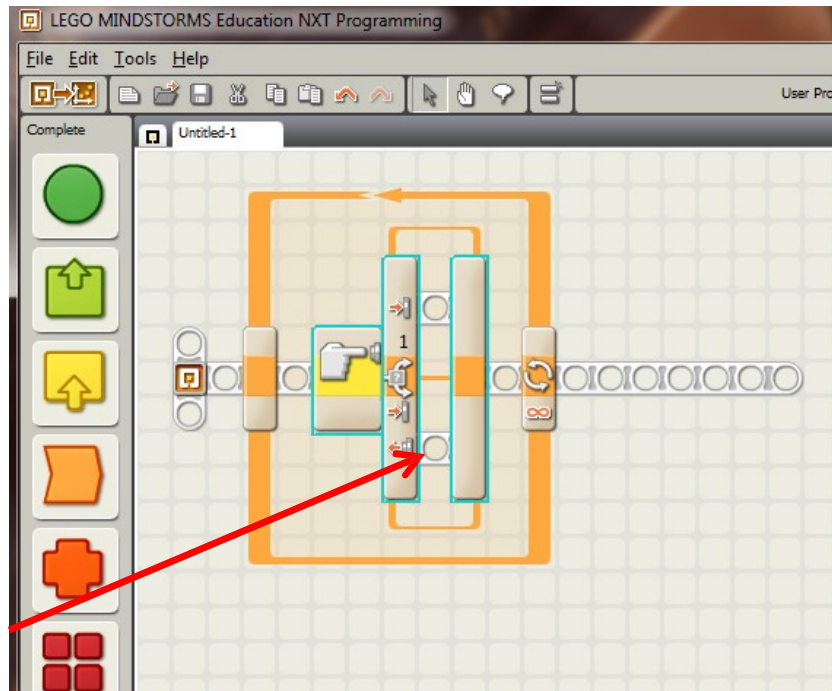 LEGO MINDSTORMS Education NXT Programming
File Edit Tools Help
User Pro
Complete
Untitled-1
1